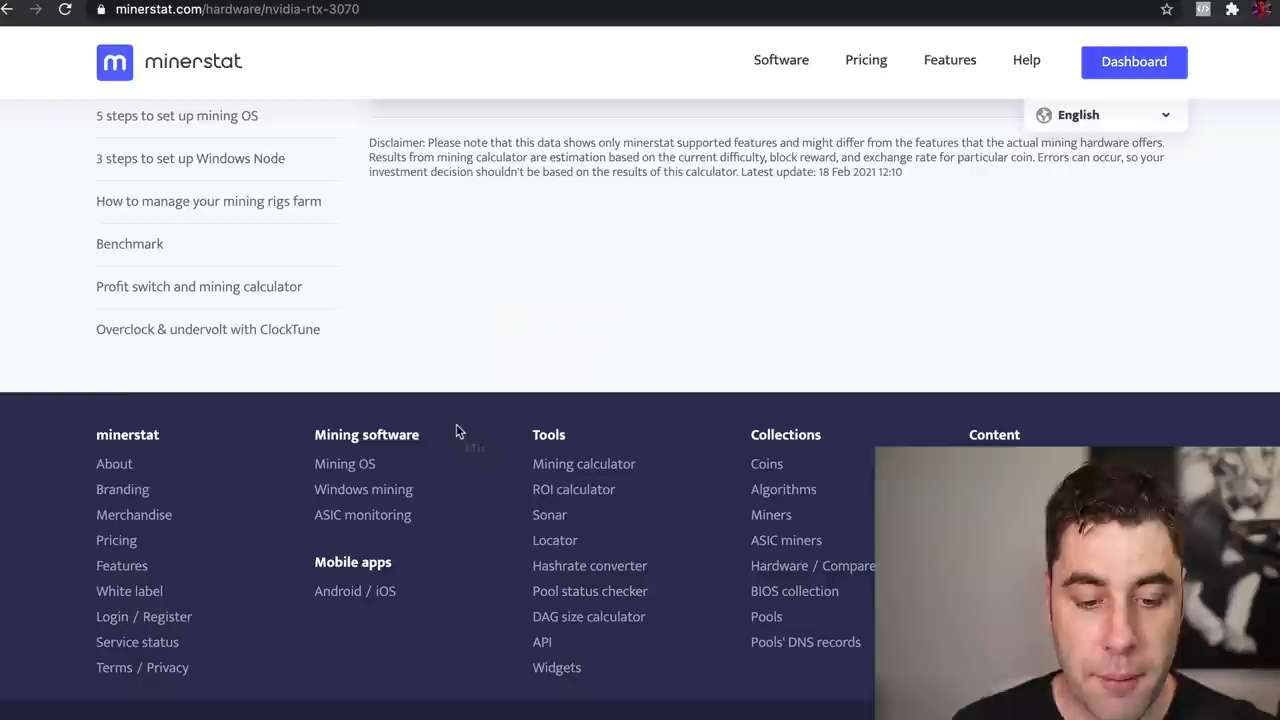 minerstat.com/hardware/nvidia-rtx-3070
m minerstat
Software
Pricing
Features
Help
Dashboard
English
5 steps to set up mining OS
3 steps to set up Windows Node
How to manage your mining rigs farm
Benchmark
Profit switch and mining calculator
Overclock & undervolt with ClockTune
Disclaimer: Please note that this data shows only minerstat supported features and might differ from the features that the actual mining hardware offers.
Results from mining calculator are estimation based on the current difficulty, block reward, and exchange rate for particular coin. Errors can occur, so your
investment decision shouldn't be based on the results of this calculator. Latest update: 18 Feb 2021 12:10
minerstat
About
Branding
Merchandise
Pricing
Features
White label
Login / Register
Service status
Terms / Privacy
Mining software
Mining OS
Windows mining
ASIC monitoring
Mobile apps
Android / iOS
Tools
Mining calculator
ROI calculator
Sonar
Locator
Hashrate converter
Pool status checker
DAG size calculator
API
Widgets
Collections
Coins
Algorithms
Miners
ASIC miners
Hardware / Compare
BIOS collection
Pools
Pools' DNS records
Content